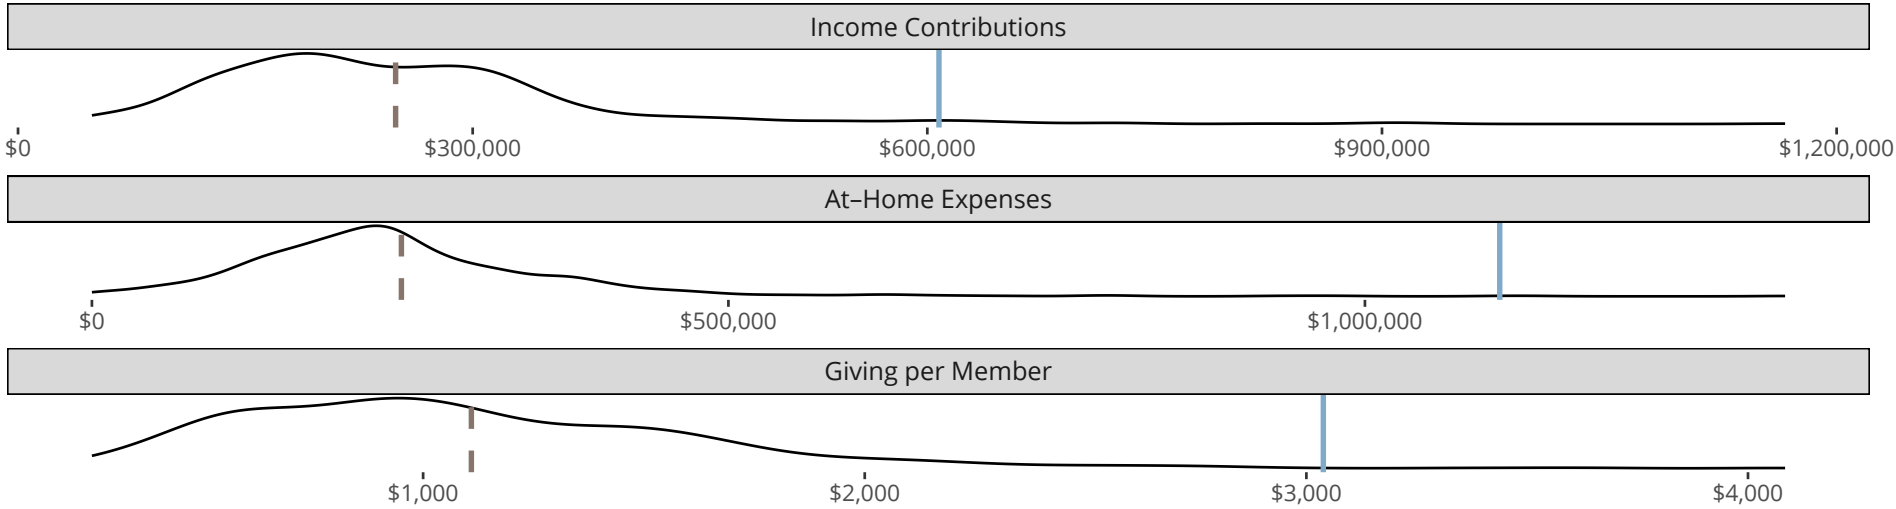 Income Contributions
$0 $300,000 $600,000 $900,000 $1,200,000
At–Home Expenses
$0 $500,000 $1,000,000
Giving per Member
$1,000 $2,000 $3,000 $4,000